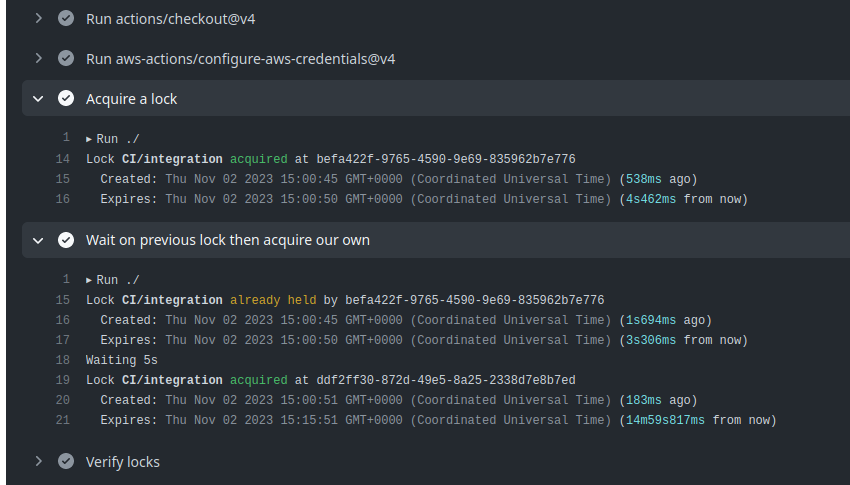 Run actions/checkout@v4
Run aws-actions/configure-aws-credentials@v4
Acquire a lock
1 ▶ Run ./
14 Lock CI/integration acquired at befa422f-9765-4590-9e69-835962b7e776
15 Created: Thu Nov 02 2023 15:00:45 GMT+0000 (Coordinated Universal Time) (538ms ago)
16 Expires: Thu Nov 02 2023 15:00:50 GMT+0000 (Coordinated Universal Time) (4s462ms from now)
Wait on previous lock then acquire our own
1 ▶ Run ./
15 Lock CI/integration already held by befa422f-9765-4590-9e69-835962b7e776
16 Created: Thu Nov 02 2023 15:00:45 GMT+0000 (Coordinated Universal Time) (1s694ms ago)
17 Expires: Thu Nov 02 2023 15:00:50 GMT+0000 (Coordinated Universal Time) (3s306ms from now)
18 Waiting 5s
19 Lock CI/integration acquired at ddf2ff30-872d-49e5-8a25-2338d7e8b7ed
20 Created: Thu Nov 02 2023 15:00:51 GMT+0000 (Coordinated Universal Time) (183ms ago)
21 Expires: Thu Nov 02 2023 15:15:51 GMT+0000 (Coordinated Universal Time) (14m59s817ms from now)
Verify locks